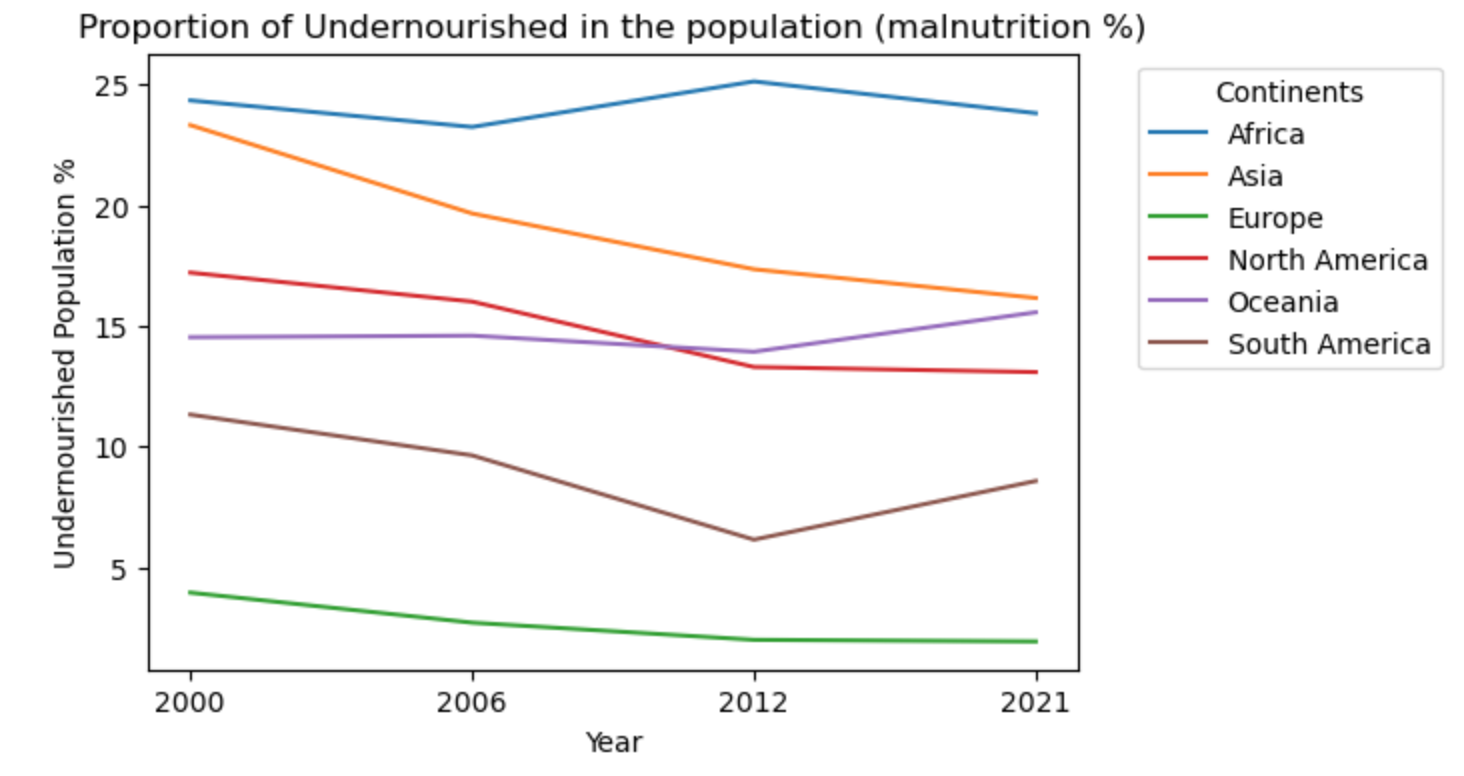 Proportion of Undernourished in the population (malnutrition %)
Undernourished Population %
25
20
15
10
5
2000 2006 2012 2021
Year
Continents
Africa
Asia
Europe
North America
Oceania
South America